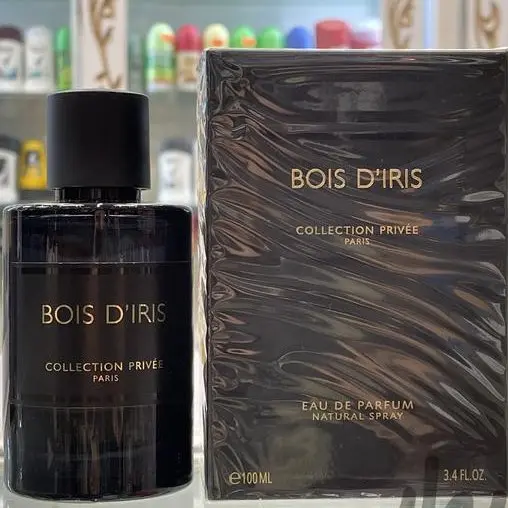 BOIS D'IRIS
COLLECTION PRIVÉE
PARIS
BOIS D'IRIS
COLLECTION PRIVÉE
PARIS
EAU DE PARFUM
NATURAL SPRAY
℮100ML
3.4 FL.OZ.